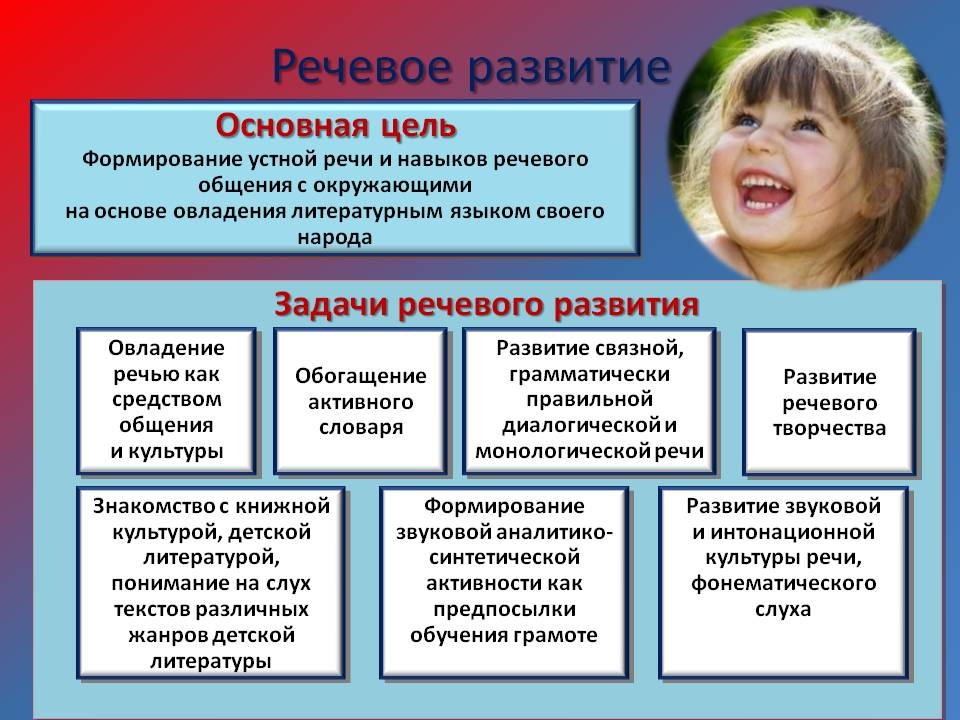 Речевое развитие
Основная цель
Формирование устной речи и навыков речевого
общения с окружающими
на основе овладения литературным языком своего
народа
Задачи речевого развития
Овладение
речью как
средством
общения
и культуры
Обогащение
активного
словаря
Развитие связной,
грамматически
правильной
диалогической и
монологической речи
Развитие
речевого
творчества
Знакомство с книжной
культурой, детской
литературой,
понимание на слух
текстов различных
жанров детской
литературы
Формирование
звуковой аналитико-
синтетической
активности как
предпосылки
обучения грамоте
Развитие звуковой
и интонационной
культуры речи,
фонематического
слуха